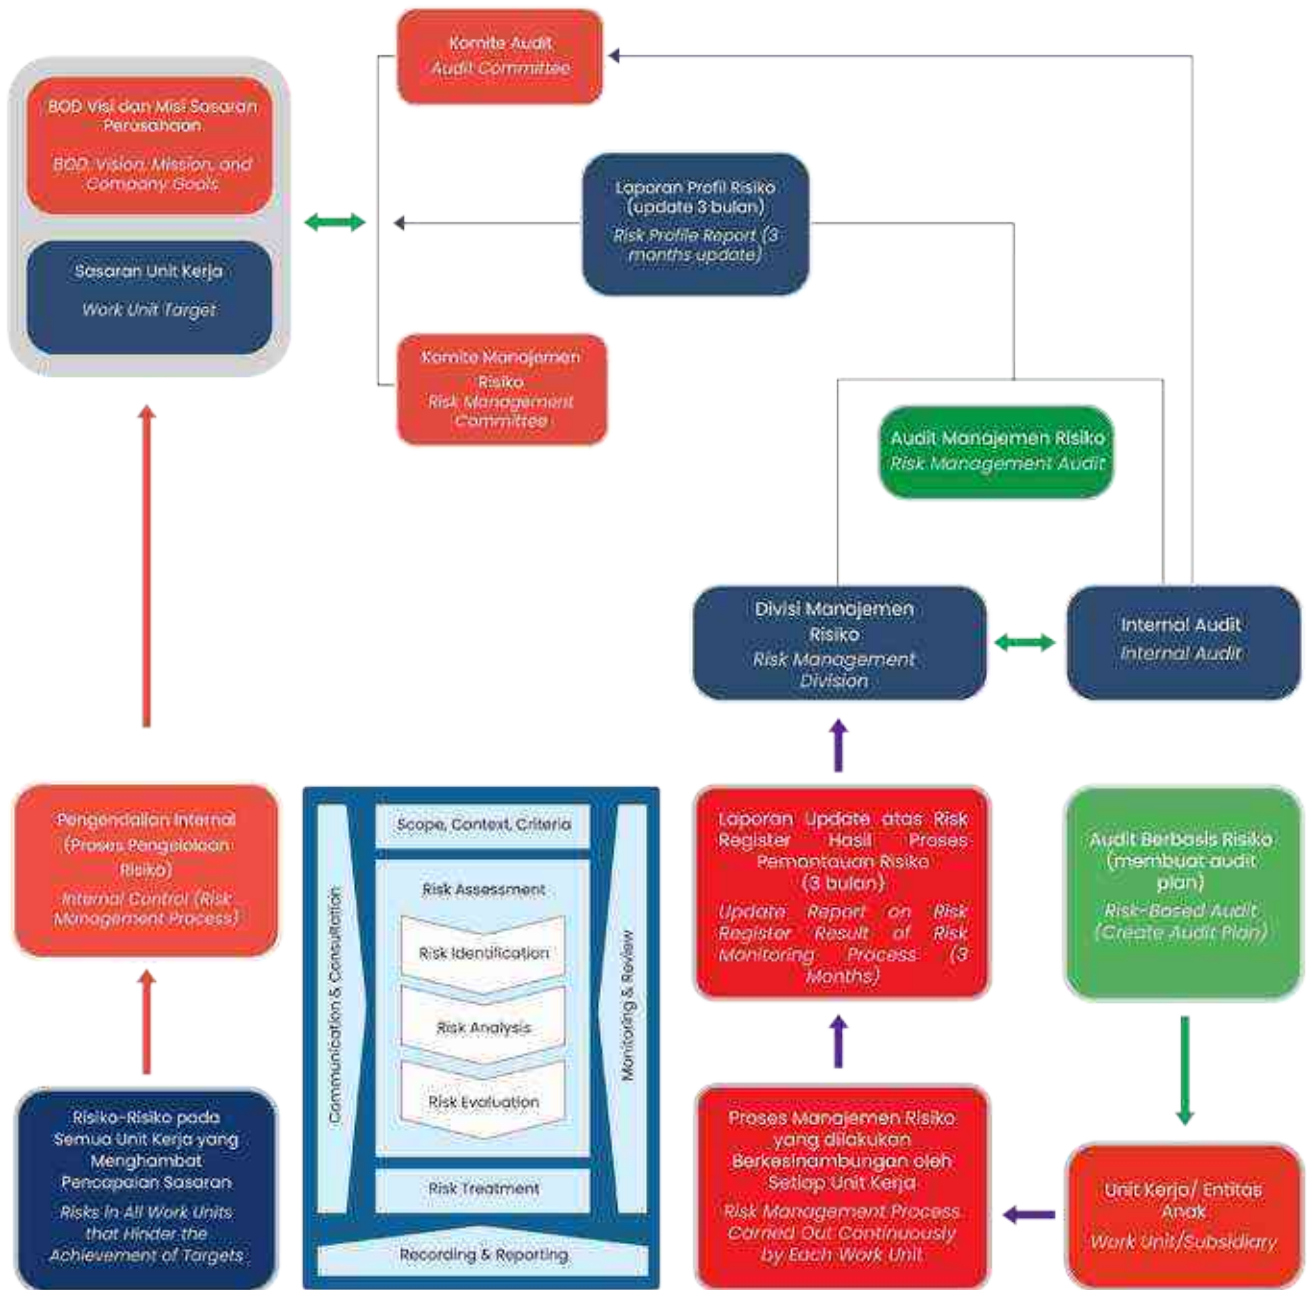 Komite Audit
Audit Committee
BOD Visi dan Misi Sasaran
Perusahaan
BOD, Vision, Mission, and
Company Goals
Sasaran Unit Kerja
Work Unit Target
Laporan Profil Risiko
(update 3 bulan)
Risk Profile Report (3
months update)
Komite Manajemen
Risiko
Risk Management
Committee
Audit Manajemen Risiko
Risk Management Audit
Divisi Manajemen
Risiko
Risk Management
Division
Internal Audit
Internal Audit
Pengendalian Internal
(Proses Pengelolaan
Risiko)
Internal Control (Risk
Management Process)
Risiko-Risiko pada
Semua Unit Kerja yang
Menghambat
Pencapaian Sasaran
Risks in All Work Units
that Hinder the
Achievement of Targets
Communication & Consultation
Scope, Context, Criteria
Risk Assessment
Risk Identification
Risk Analysis
Risk Evaluation
Risk Treatment
Monitoring & Review
Recording & Reporting
Laporan Update atas Risk
Register Hasil Proses
Pemantauan Risiko
(3 bulan)
Update Report on Risk
Register Result of Risk
Monitoring Process (3
Months)
Proses Manajemen Risiko
yang dilakukan
Berkesinambungan oleh
Setiap Unit Kerja
Risk Management Process
Carried Out Continuously
by Each Work Unit
Audit Berbasis Risiko
(membuat audit
plan)
Risk-Based Audit
(Create Audit Plan)
Unit Kerja/ Entitas
Anak
Work Unit/Subsidiary